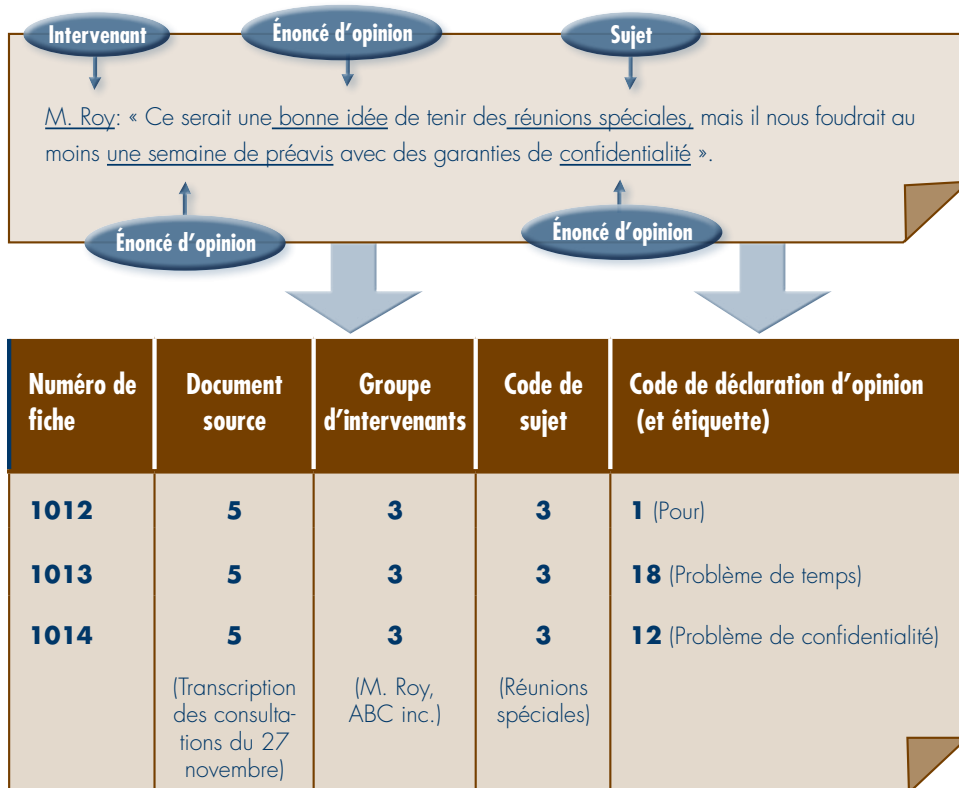 Intervenant Énoncé d'opinion Sujet
M. Roy: « Ce serait une bonne idée de tenir des réunions spéciales, mais il nous foudrait au
moins une semaine de préavis avec des garanties de confidentialité ».
Énoncé d'opinion Énoncé d'opinion
Numéro de fiche
Document source
Groupe d'intervenants
Code de sujet
Code de déclaration d'opinion
(et étiquette)
1012 5 3 3 1 (Pour)
1013 5 3 3 18 (Problème de temps)
1014 5 3 3 12 (Problème de confidentialité)
(Transcription
des consulta-
tions du 27
novembre)
(M. Roy,
ABC inc.)
(Réunions
spéciales)